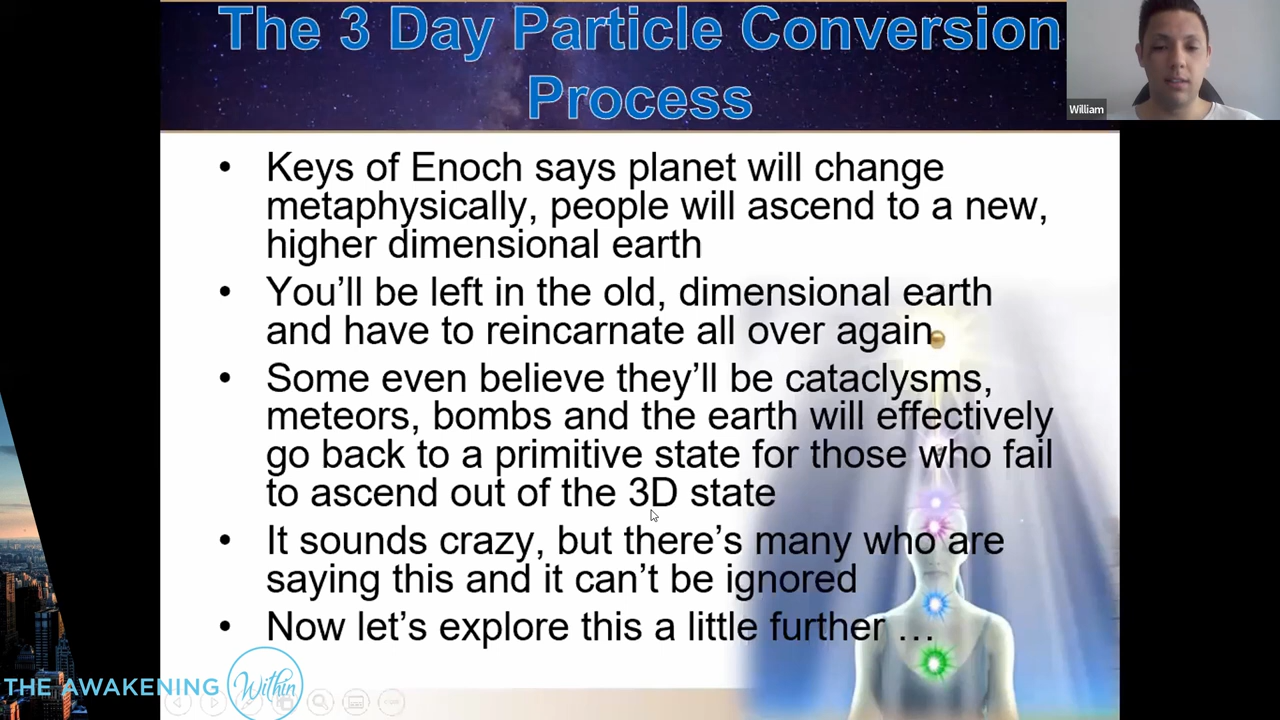 The 3 Day Particle Conversion
Process
William
• Keys of Enoch says planet will change
metaphysically, people will ascend to a new,
higher dimensional earth
• You’ll be left in the old, dimensional earth
and have to reincarnate all over again
• Some even believe they’ll be cataclysms,
meteors, bombs and the earth will effectively
go back to a primitive state for those who fail
to ascend out of the 3D state
• It sounds crazy, but there’s many who are
saying this and it can’t be ignored
• Now let’s explore this a little further …
THE AWAKENING Within